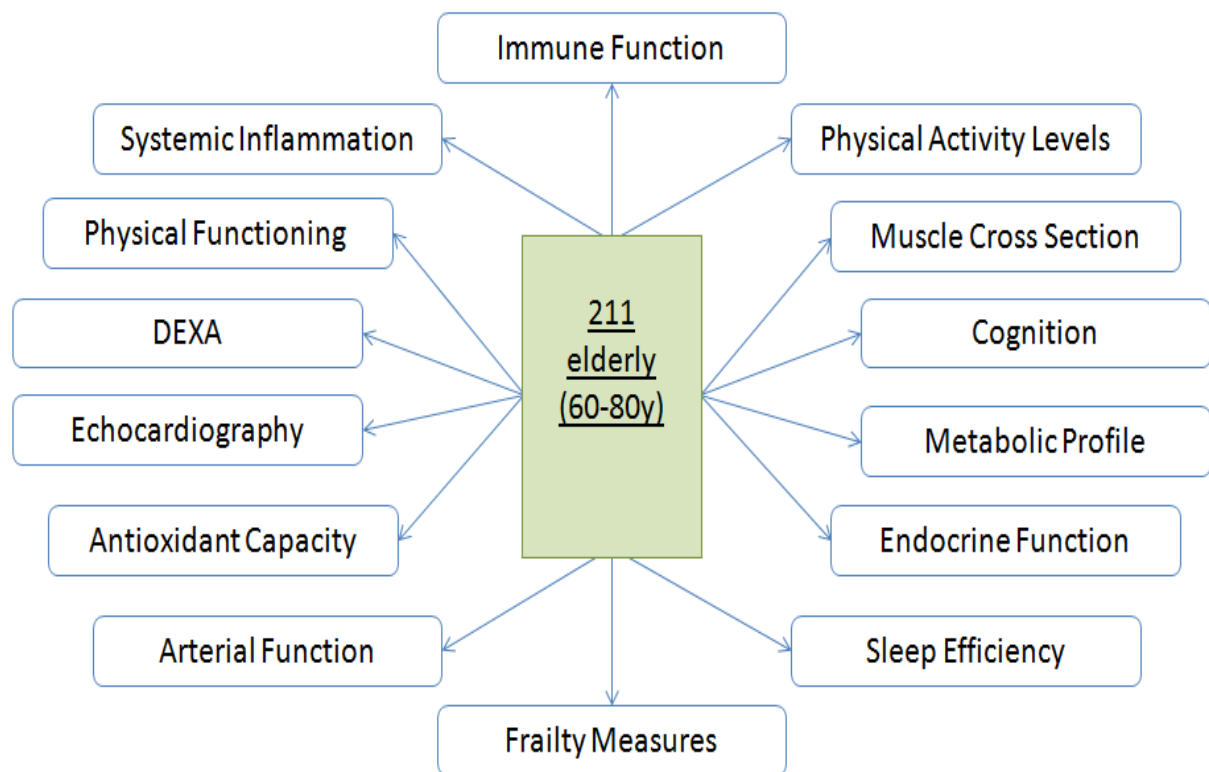 Immune Function
Systemic Inflammation
Physical Activity Levels
Physical Functioning
Muscle Cross Section
DEXA
211
elderly
(60-80y)
Cognition
Echocardiography
Metabolic Profile
Antioxidant Capacity
Endocrine Function
Arterial Function
Sleep Efficiency
Frailty Measures